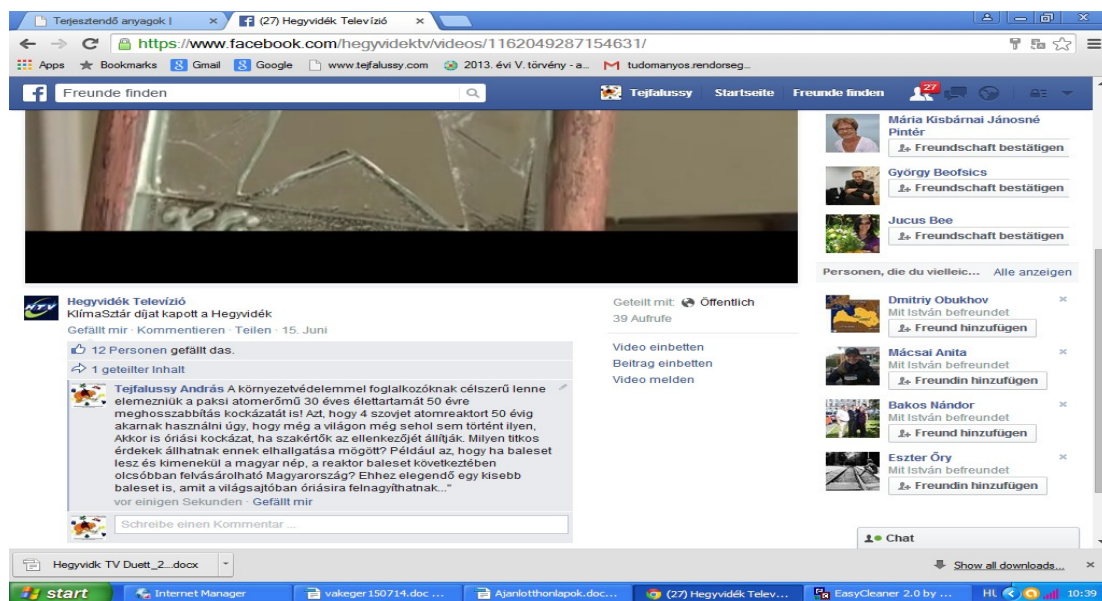 Terjesztendő anyagok |
(27) Hegyvidék Televízió
https://www.facebook.com/hegyvidektv/videos/1162049287154631/
Apps Bookmarks Gmail Google www.tejfalussy.com 2013. évi V. törvény - a... tudomanyos.rendorseg...
Freunde finden
Tejfalussy Startseite Freunde finden 27
Mária Kisbárnai Jánosné Pintér
Freundschaft bestätigen
György Beofsics
Freundschaft bestätigen
Jucus Bee
Freundschaft bestätigen
Personen, die du vielleic... Alle anzeigen
Dmitriy Obukhov
Mit István befreundet
Freund hinzufügen
Mácsai Anita
Mit István befreundet
Freundin hinzufügen
Bakos Nándor
Mit István befreundet
Freund hinzufügen
Eszter Őry
Mit István befreundet
Freundin hinzufügen
HTV
Hegyvidék Televízió
KlímaSztár díjat kapott a Hegyvidék
Gefällt mir · Kommentieren · Teilen · 15. Juni
Geteilt mit: Öffentlich
39 Aufrufe
Video einbetten
Beitrag einbetten
Video melden
12 Personen gefällt das.
1 geteilter Inhalt
Tejfalussy András A környezetvédelemmel foglalkozóknak célszerű lenne
elemezniük a paksi atomerőmű 30 éves élettartamát 50 évre
meghosszabbítás kockázatát is! Azt, hogy 4 szovjet atomreaktort 50 évig
akarnak használni úgy, hogy még a világon még sehol sem történt ilyen,
Akkor is óriási kockázat, ha szakértők az ellenkezőjét állítják. Milyen titkos
érdekek állhatnak ennek elhallgatása mögött? Például az, hogy ha baleset
lesz és kimenekül a magyar nép, a reaktor baleset következtében
olcsóbban felvásárolható Magyarország? Ehhez elegendő egy kisebb
baleset is, amit a világsajtóban óriásira felnagyíthatnak..."
vor einigen Sekunden · Gefällt mir
Schreibe einen Kommentar ...
Chat
Hegyvidk TV Duett_2...docx
Show all downloads...
start Internet Manager vakeger150714.doc ... Ajanlotthonlapok.doc... (27) Hegyvidék Telev... EasyCleaner 2.0 by ... HU 10:39